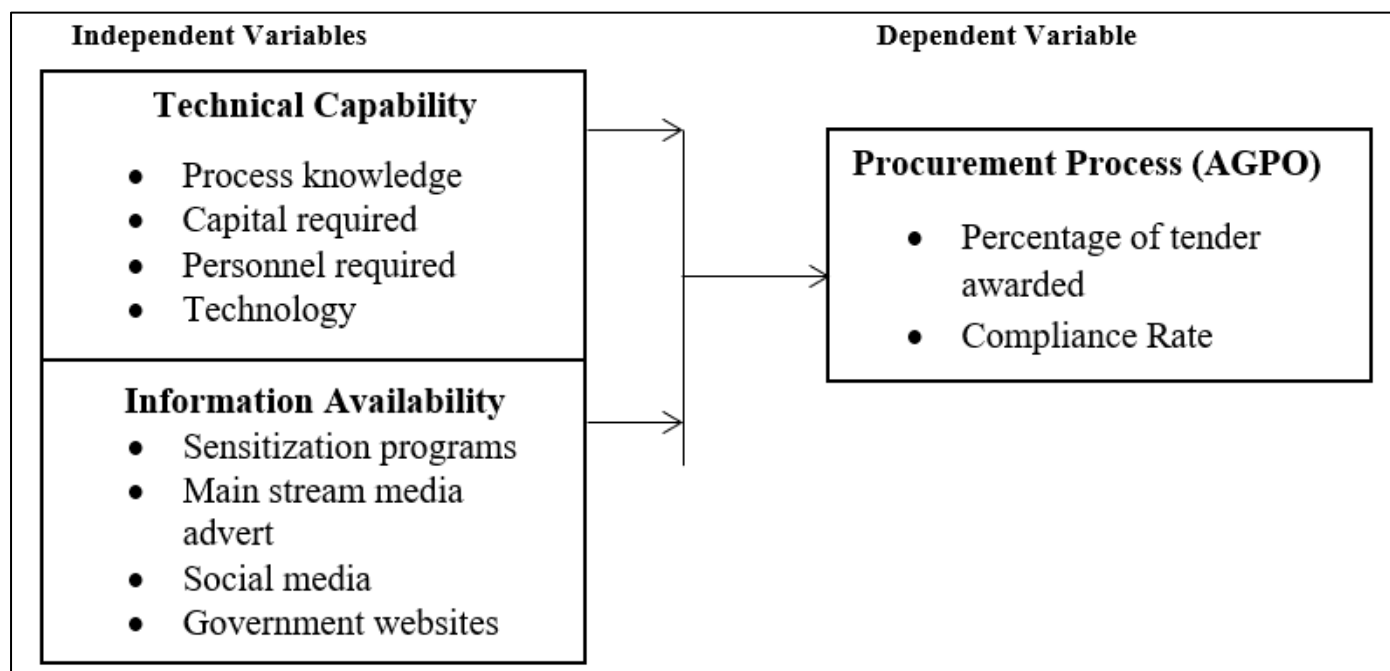 Independent Variables
Technical Capability
• Process knowledge
• Capital required
• Personnel required
• Technology
Information Availability
• Sensitization programs
• Main stream media
advert
• Social media
• Government websites
Dependent Variable
Procurement Process (AGPO)
• Percentage of tender
awarded
• Compliance Rate